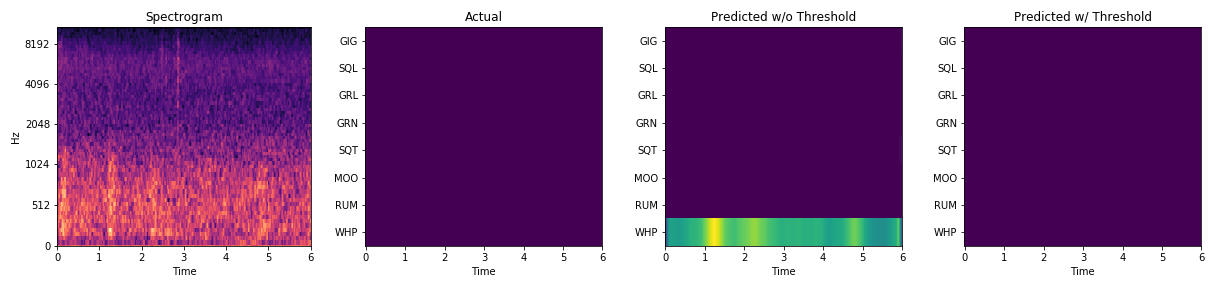 Spectrogram
Hz
8192
4096
2048
1024
512
0
0 1 2 3 4 5 6
Time
Actual
GIG
SQL
GRL
GRN
SQT
MOO
RUM
WHP
0 1 2 3 4 5 6
Time
Predicted w/o Threshold
GIG
SQL
GRL
GRN
SQT
MOO
RUM
WHP
0 1 2 3 4 5 6
Time
Predicted w/ Threshold
GIG
SQL
GRL
GRN
SQT
MOO
RUM
WHP
0 1 2 3 4 5 6
Time